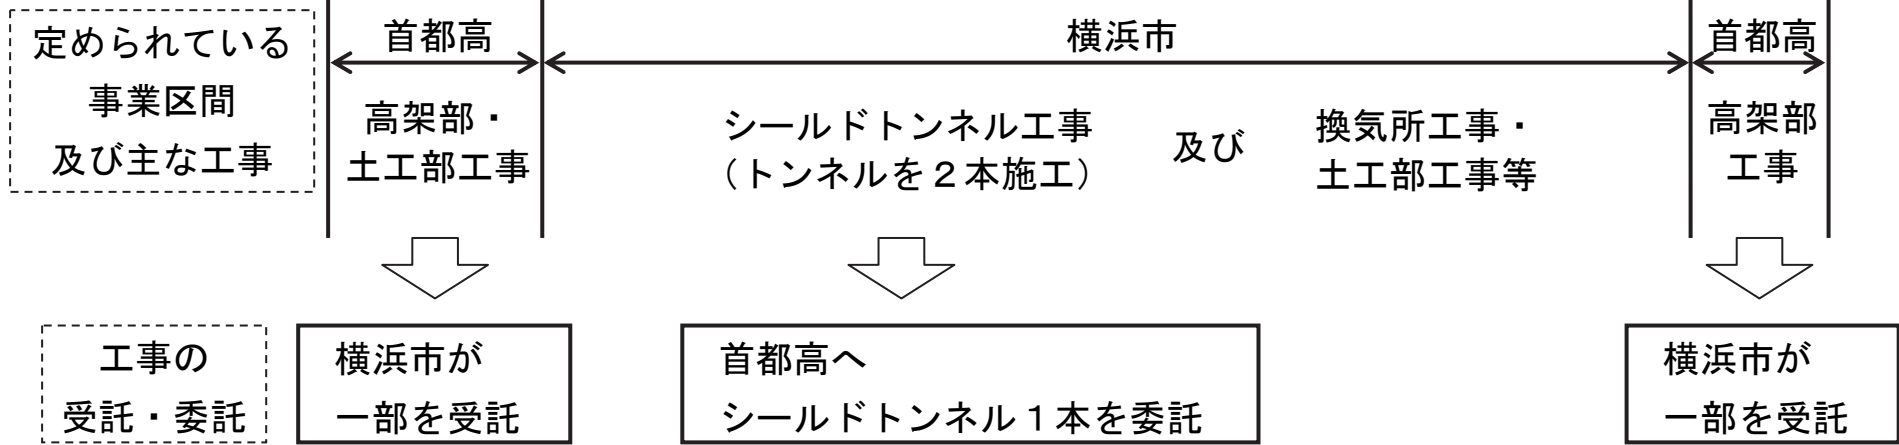 定められている
事業区間
及び主な工事
首都高
横浜市
首都高
高架部・
土工部工事
シールドトンネル工事
（トンネルを２本施工）
及び
換気所工事・
土工部工事等
高架部
工事
工事の
受託・委託
横浜市が
一部を受託
首都高へ
シールドトンネル１本を委託
横浜市が
一部を受託